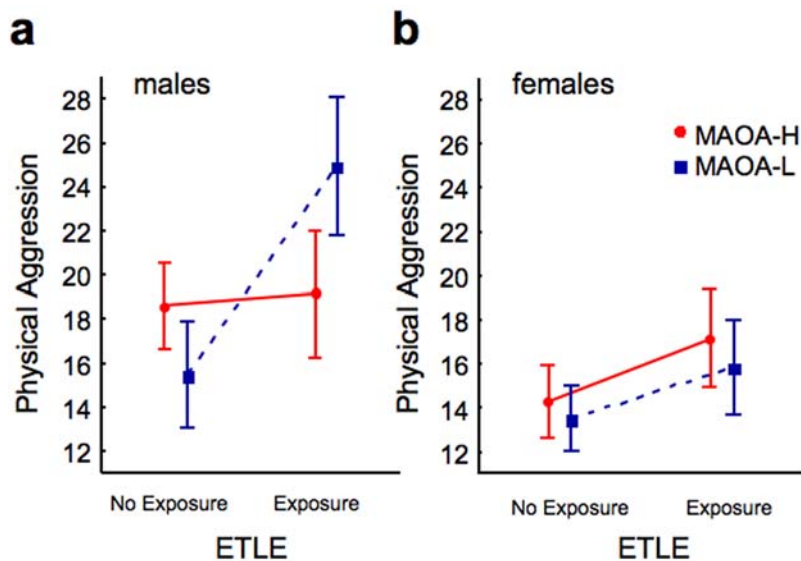 a
b
males
females
Physical Aggression
28
26
24
22
20
18
16
14
12
No Exposure
Exposure
ETLE
Physical Aggression
28
26
24
22
20
18
16
14
12
MAOA-H
MAOA-L
No Exposure
Exposure
ETLE